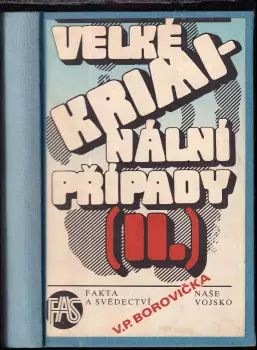 VELKÉ
KRIMI-
NÁLNÍ
PŘÍPADY
(II.)
V.P. BOROVIČKA
FAS
FAKTA
A SVĚDECTVÍ
NAŠE
VOJSKO